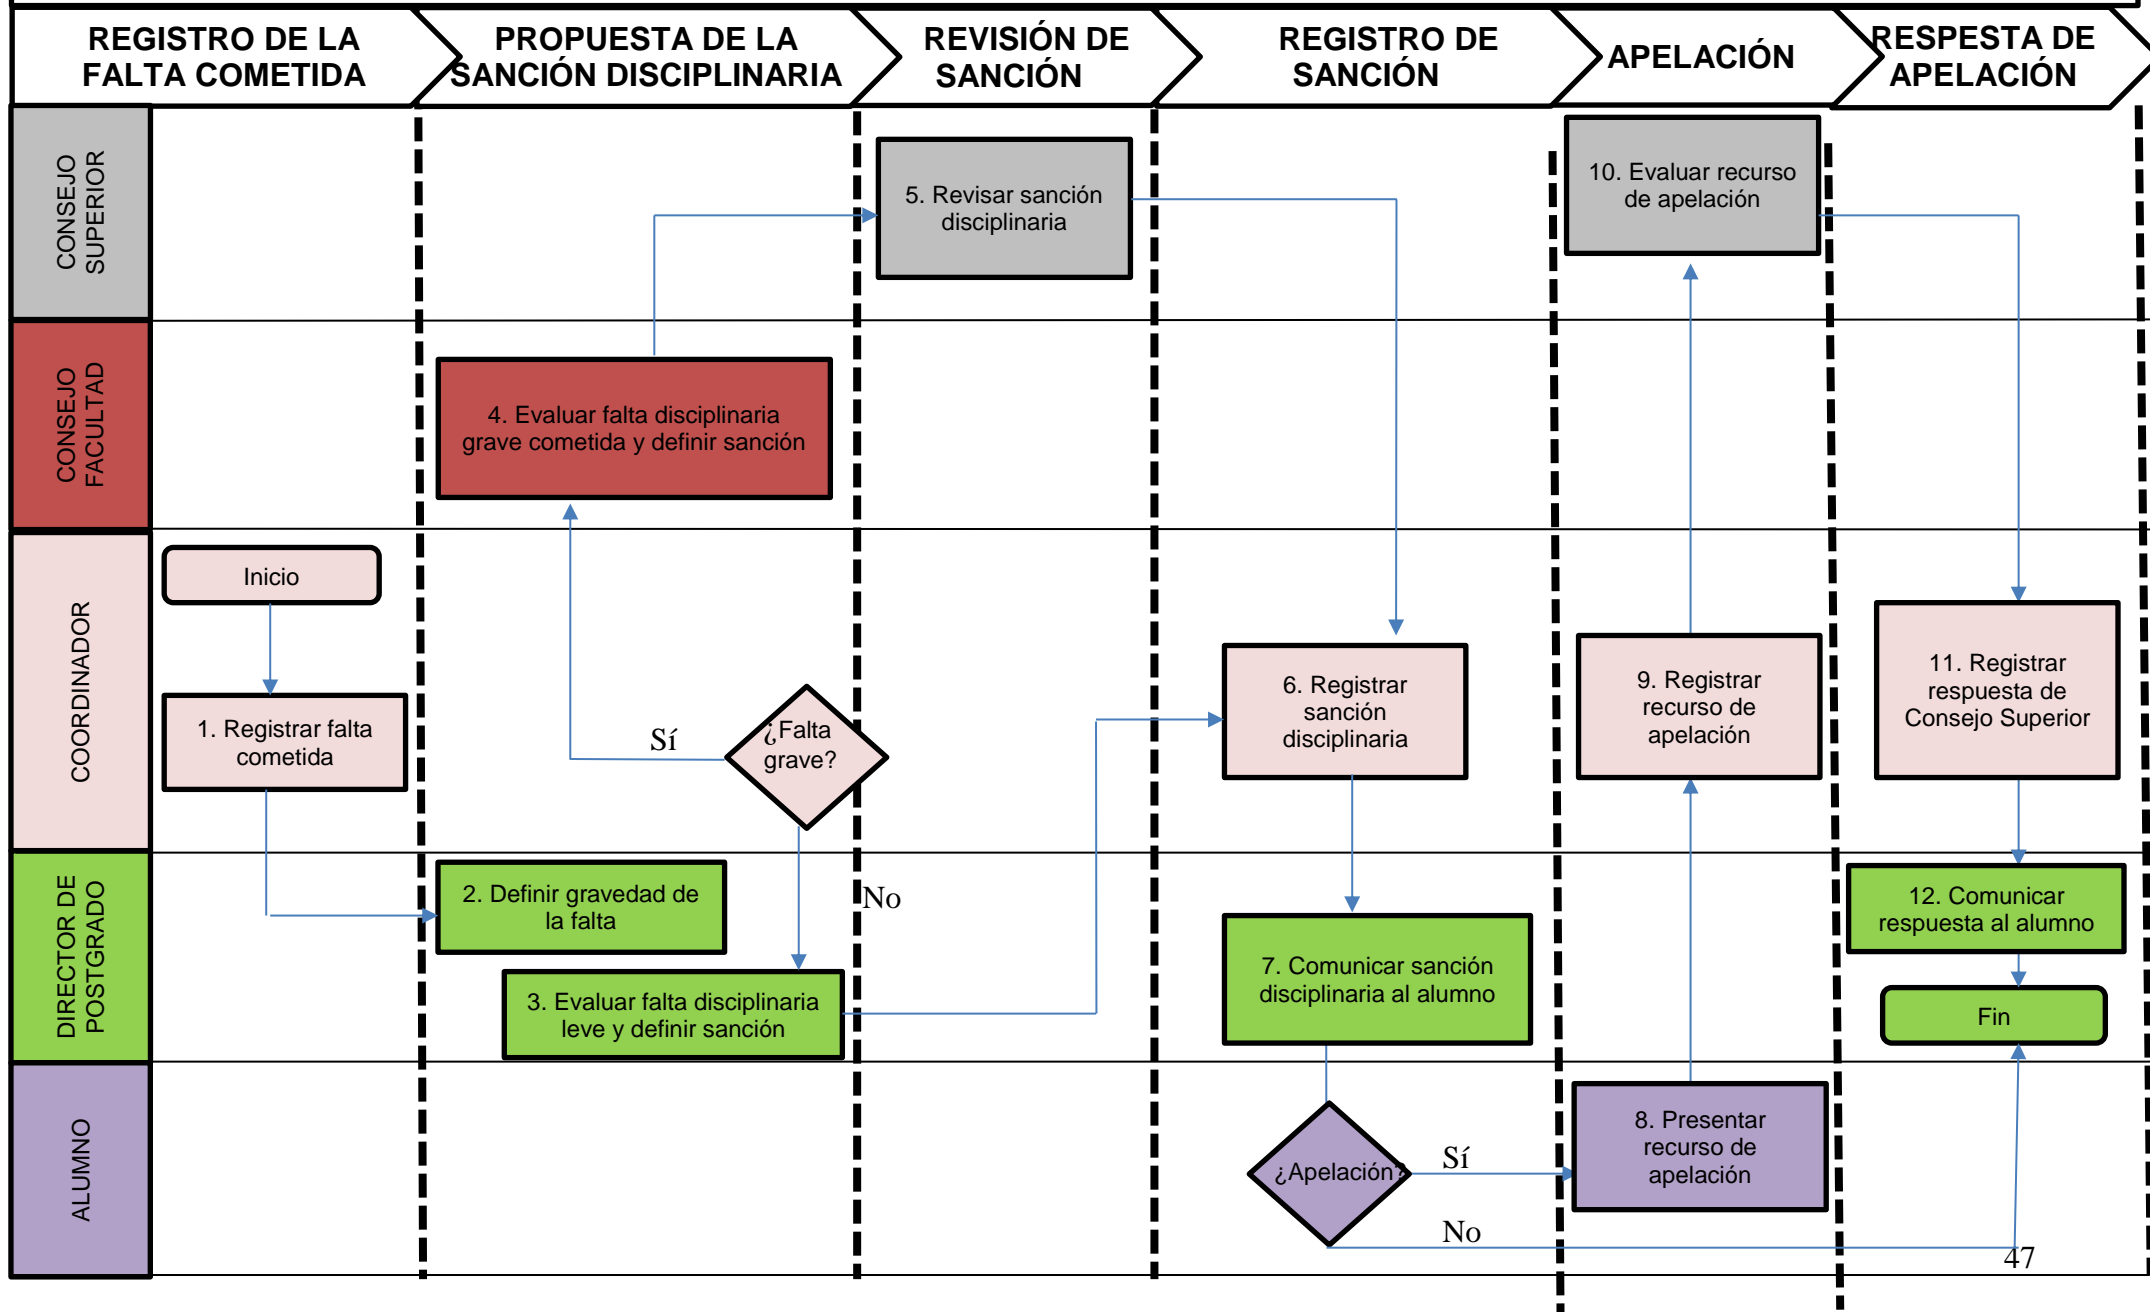 REGISTRO DE LA
FALTA COMETIDA
PROPUESTA DE LA
SANCIÓN DISCIPLINARIA
REVISIÓN DE
SANCIÓN
REGISTRO DE
SANCIÓN
APELACIÓN
RESPESTA DE
APELACIÓN
CONSEJO
SUPERIOR
5. Revisar sanción
disciplinaria
10. Evaluar recurso
de apelación
CONSEJO
FACULTAD
4. Evaluar falta disciplinaria
grave cometida y definir sanción
COORDINADOR
Inicio
1. Registrar falta
cometida
Sí
¿Falta
grave?
6. Registrar
sanción
disciplinaria
9. Registrar
recurso de
apelación
11. Registrar
respuesta de
Consejo Superior
DIRECTOR DE
POSTGRADO
2. Definir gravedad de
la falta
No
3. Evaluar falta disciplinaria
leve y definir sanción
7. Comunicar sanción
disciplinaria al alumno
12. Comunicar
respuesta al alumno
Fin
ALUMNO
¿Apelación?
Sí
8. Presentar
recurso de
apelación
No
47